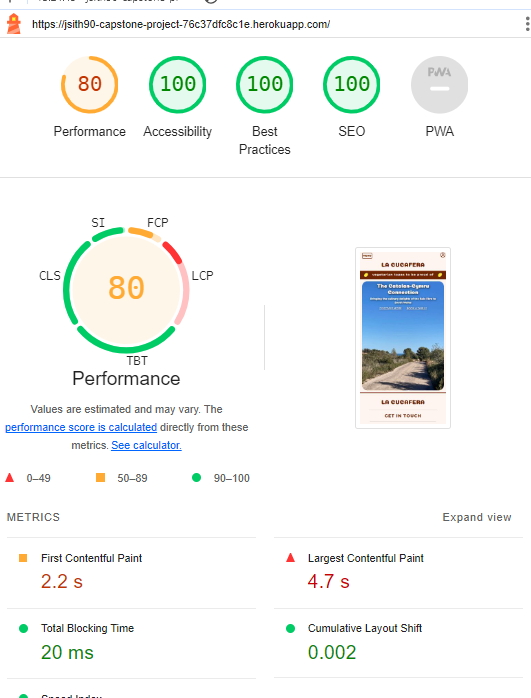 https://jsith90-capstone-project-76c37dfc8c1e.herokuapp.com/
80
100
100
100
PWA
Performance
Accessibility
Best
Practices
SEO
PWA
SI
FCP
CLS
LCP
80
TBT
Performance
Values are estimated and may vary. The
performance score is calculated directly from these
metrics. See calculator.
0–49
50–89
90–100
LA CUCAFERA
The Catalan-Cymru
Connection
LA CUCAFERA
GET IN TOUCH
METRICS
Expand view
First Contentful Paint
2.2 s
Largest Contentful Paint
4.7 s
Total Blocking Time
20 ms
Cumulative Layout Shift
0.002
Speed Index